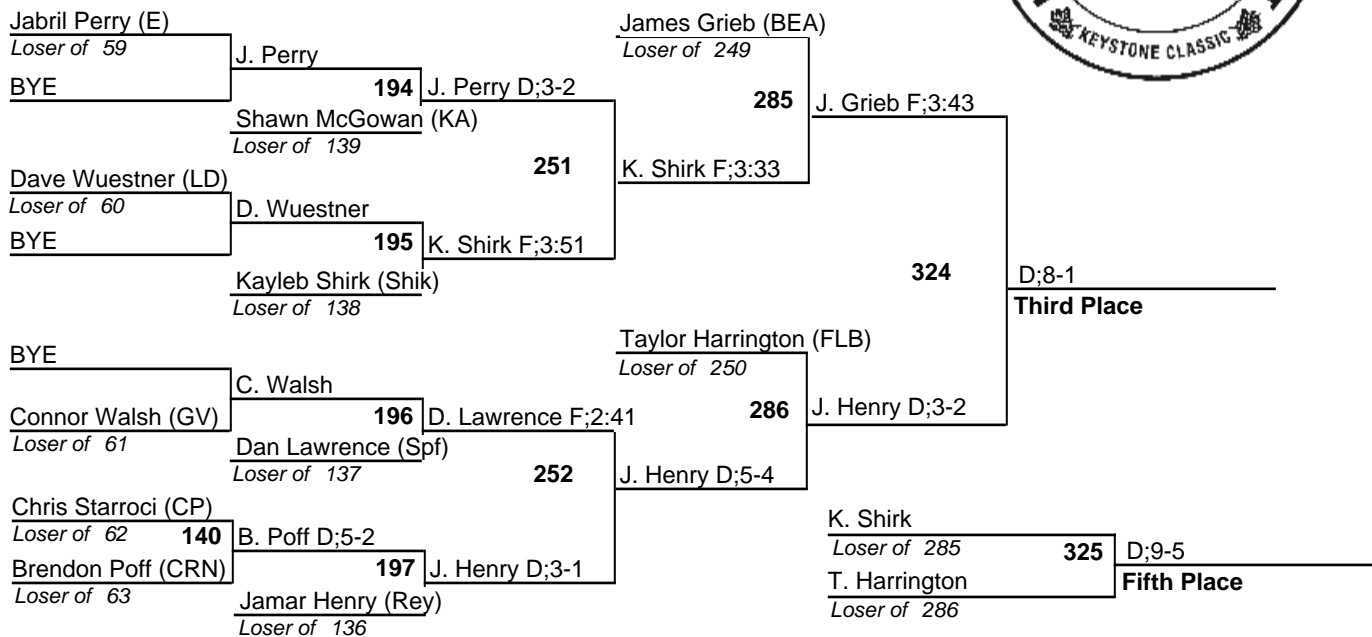 Jabril Perry (E)
Loser of 59
BYE
J. Perry
194
Shawn McGowan (KA)
Loser of 139
J. Perry D;3-2
Dave Wuestner (LD)
Loser of 60
BYE
D. Wuestner
195
Kayleb Shirk (Shik)
Loser of 138
K. Shirk F;3:51
251
James Grieb (BEA)
Loser of 249
285
K. Shirk F;3:33
J. Grieb F;3:43
BYE
Connor Walsh (GV)
Loser of 61
C. Walsh
196
Dan Lawrence (Spf)
Loser of 137
D. Lawrence F;2:41
Chris Starroci (CP)
Loser of 62
140
Brendon Poff (CRN)
Loser of 63
B. Poff D;5-2
197
Jamar Henry (Rey)
Loser of 136
J. Henry D;3-1
252
Taylor Harrington (FLB)
Loser of 250
286
J. Henry D;5-4
J. Henry D;3-2
324
D;8-1
Third Place
K. Shirk
Loser of 285
325
T. Harrington
Loser of 286
D;9-5
Fifth Place
KEYSTONE CLASSIC